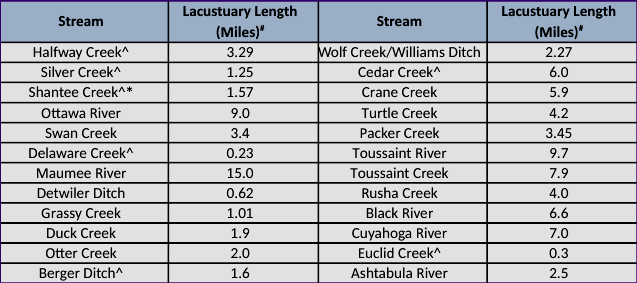 Stream Lacustuary Length (Miles)# Stream Lacustuary Length (Miles)#
Halfway Creek^ 3.29 Wolf Creek/Williams Ditch 2.27
Silver Creek^ 1.25 Cedar Creek^ 6.0
Shantee Creek^* 1.57 Crane Creek 5.9
Ottawa River 9.0 Turtle Creek 4.2
Swan Creek 3.4 Packer Creek 3.45
Delaware Creek^ 0.23 Toussaint River 9.7
Maumee River 15.0 Toussaint Creek 7.9
Detwiler Ditch 0.62 Rusha Creek 4.0
Grassy Creek 1.01 Black River 6.6
Duck Creek 1.9 Cuyahoga River 7.0
Otter Creek 2.0 Euclid Creek^ 0.3
Berger Ditch^ 1.6 Ashtabula River 2.5